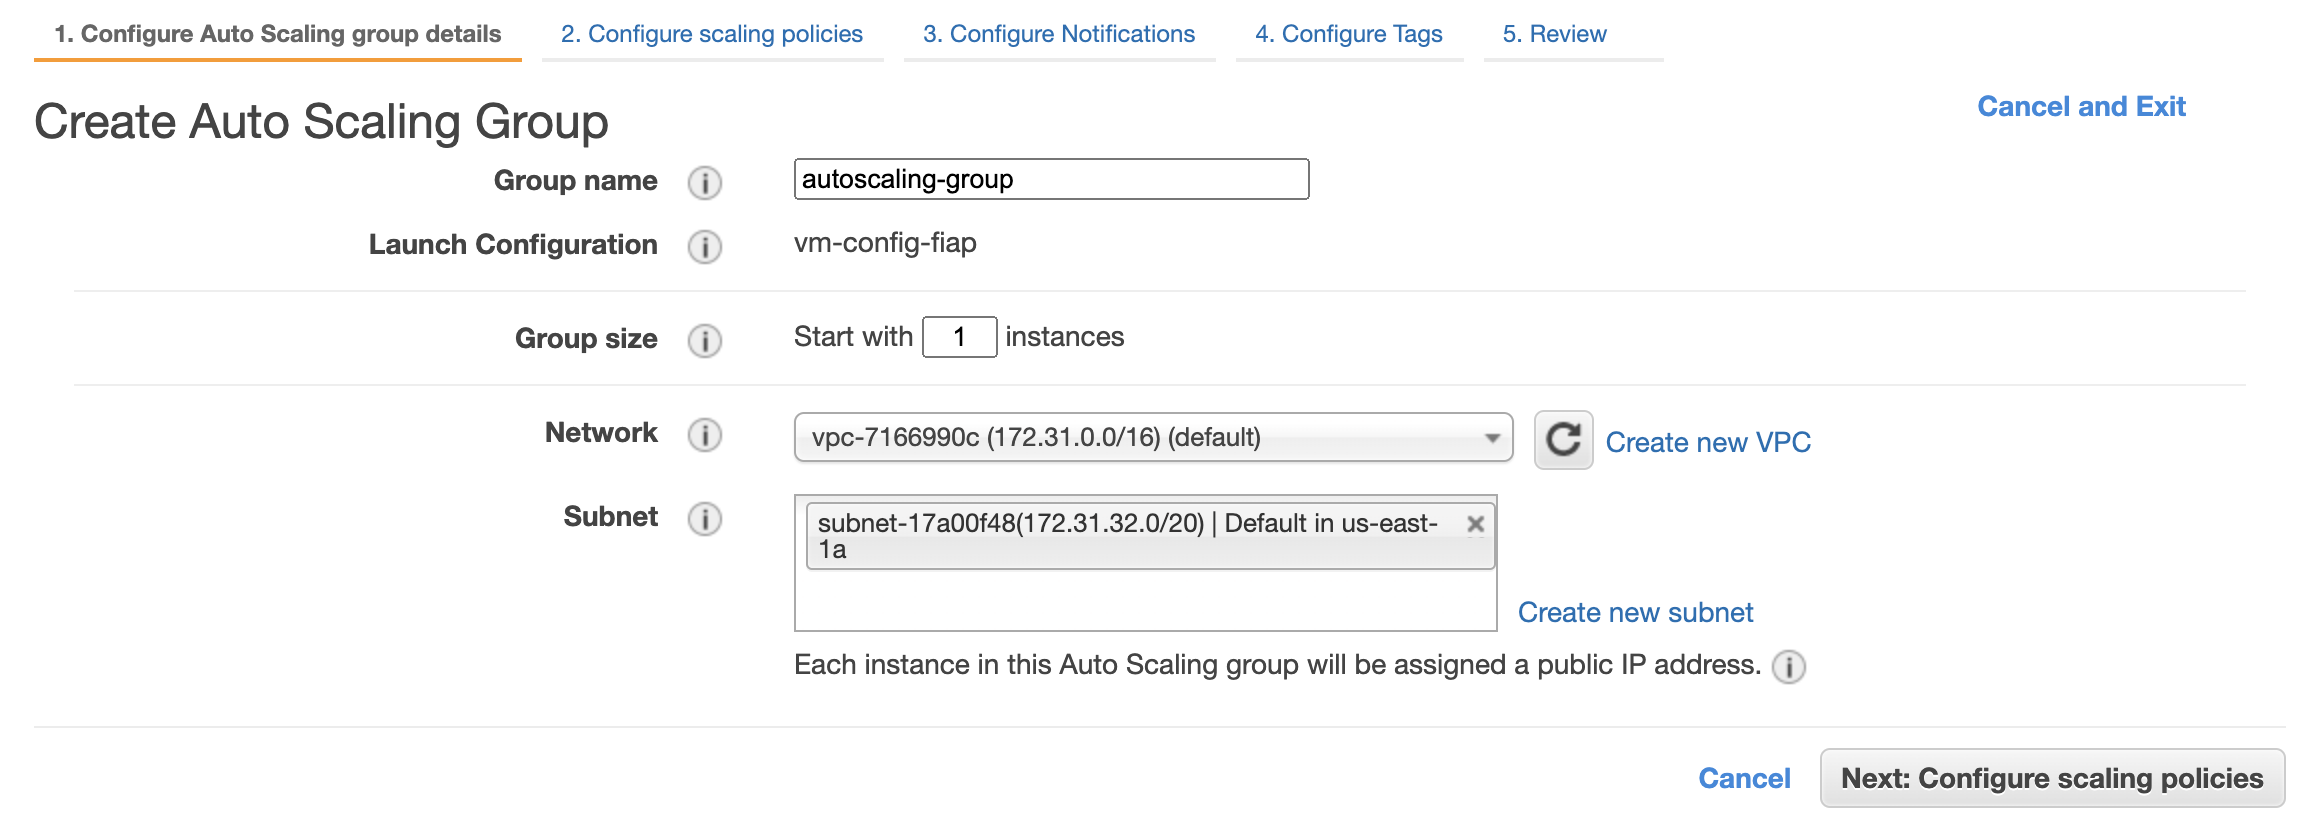 1. Configure Auto Scaling group details 2. Configure scaling policies 3. Configure Notifications 4. Configure Tags 5. Review
Create Auto Scaling Group
Cancel and Exit
Group name i autoscaling-group
Launch Configuration i vm-config-fiap
Group size i Start with 1 instances
Network i vpc-7166990c (172.31.0.0/16) (default) Create new VPC
Subnet i subnet-17a00f48(172.31.32.0/20) | Default in us-east-
1a
Create new subnet
Each instance in this Auto Scaling group will be assigned a public IP address. i
Cancel Next: Configure scaling policies